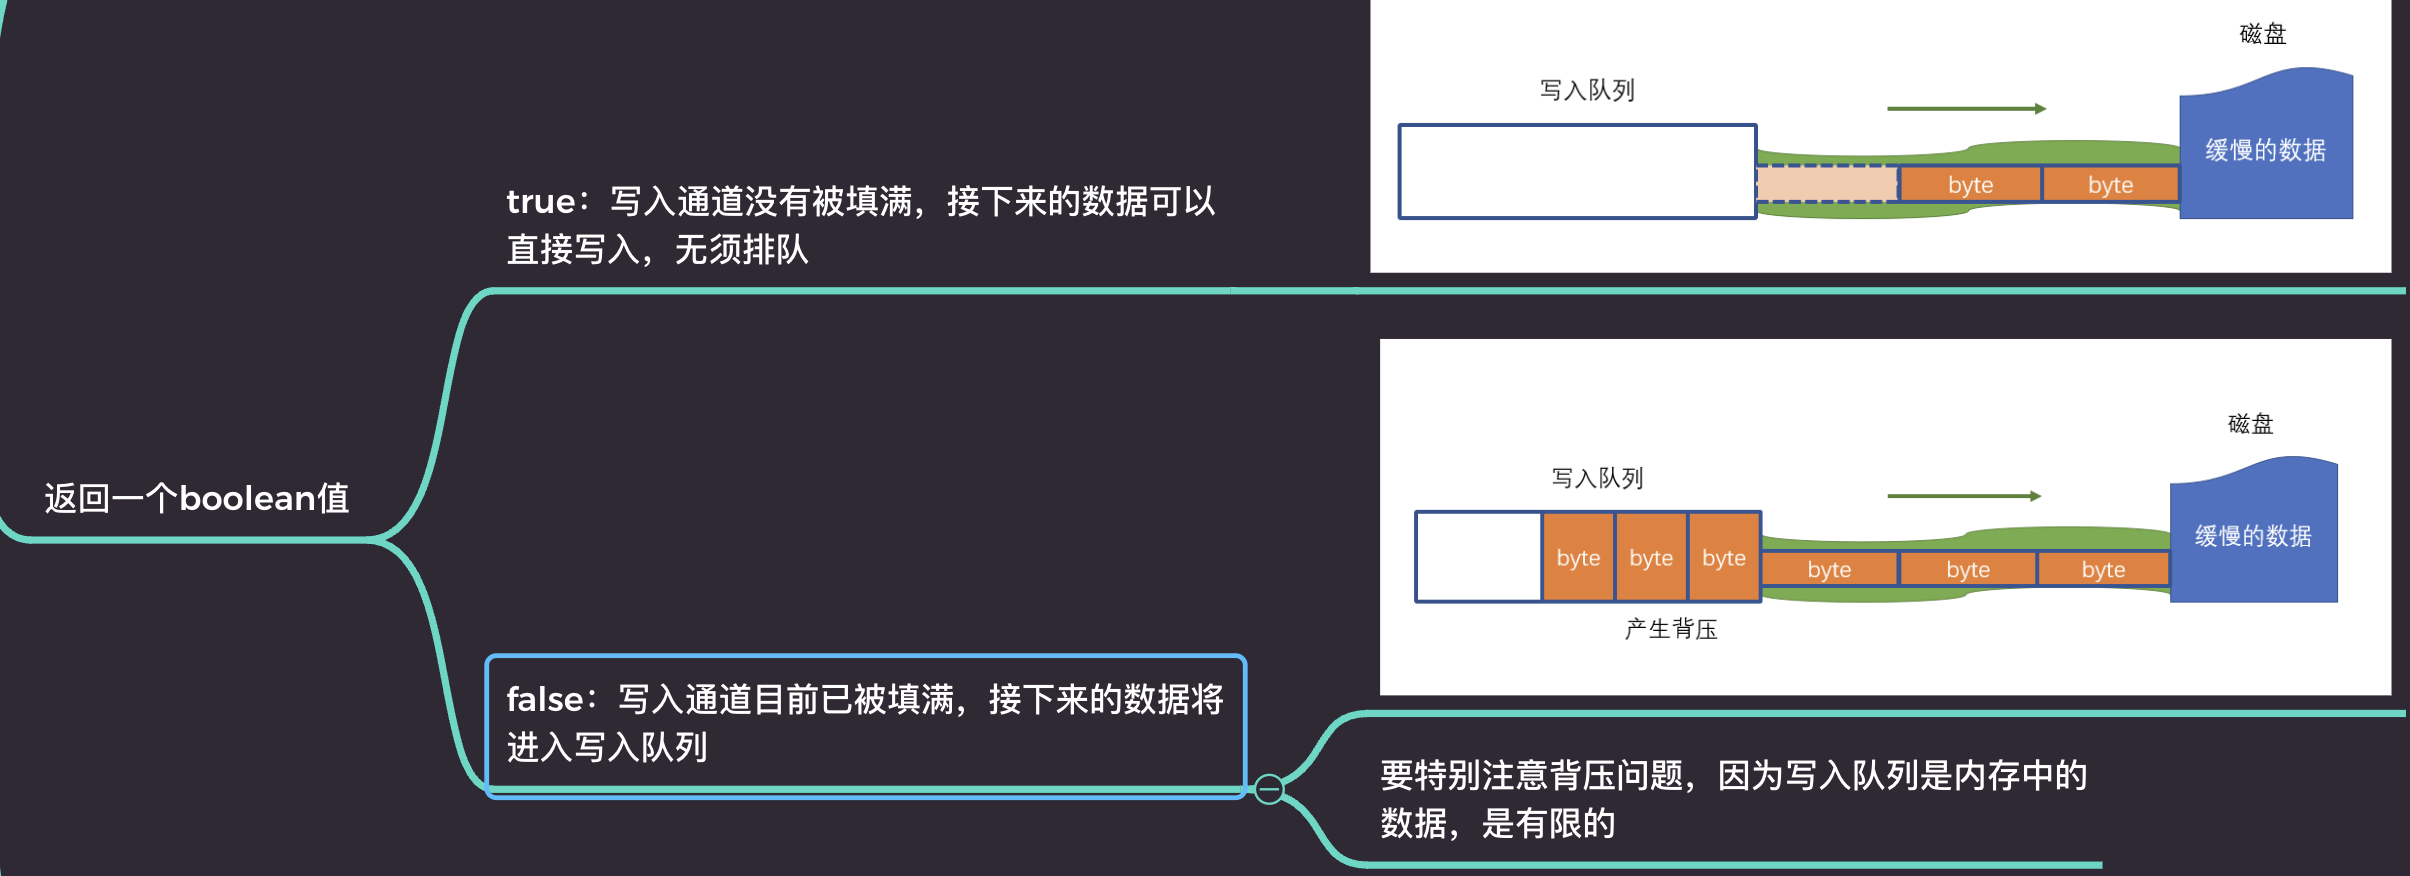 返回一个boolean值
true：写入通道没有被填满，接下来的数据可以
直接写入，无须排队
磁盘
写入队列
缓慢的数据
byte
byte
false：写入通道目前已被填满，接下来的数据将
进入写入队列
磁盘
写入队列
缓慢的数据
byte
byte
byte
byte
byte
byte
产生背压
要特别注意背压问题，因为写入队列是内存中的
数据，是有限的